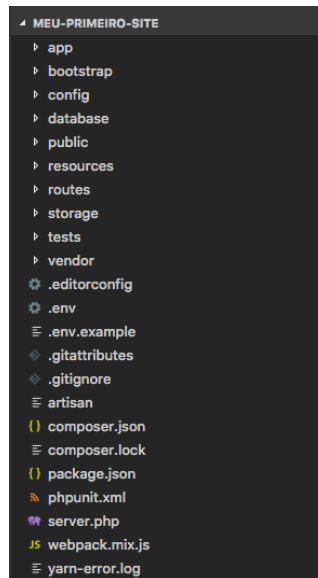 MEU-PRIMEIRO-SITE
app
bootstrap
config
database
public
resources
routes
storage
tests
vendor
.editorconfig
.env
.env.example
.gitattributes
.gitignore
artisan
{} composer.json
composer.lock
{} package.json
phpunit.xml
server.php
JS webpack.mix.js
yarn-error.log